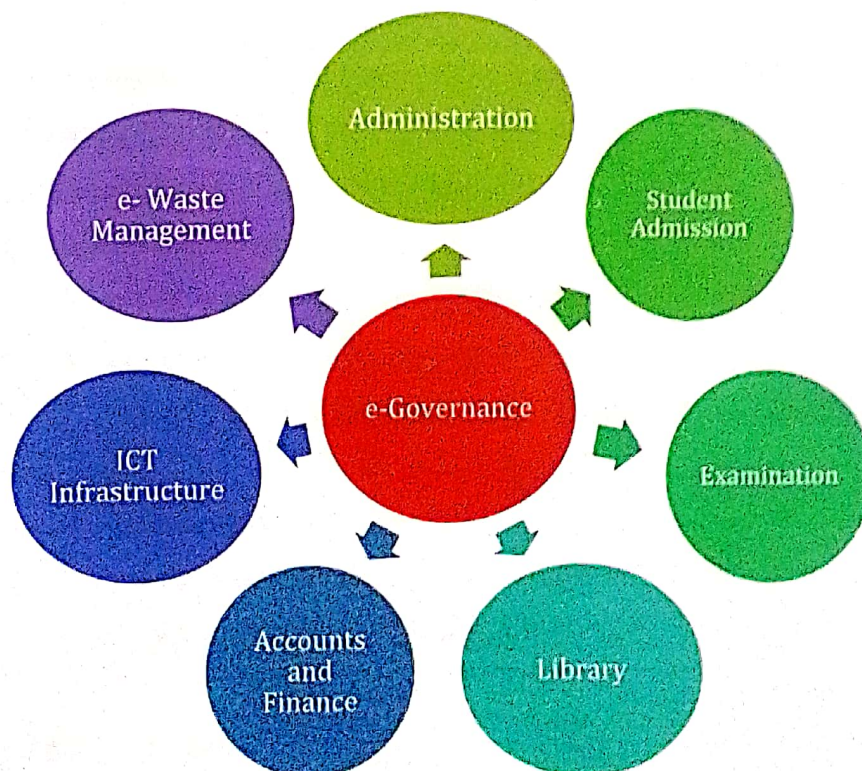 Administration
Student
Admission
Examination
Library
Accounts
and
Finance
ICT
Infrastructure
e- Waste
Management
e-Governance